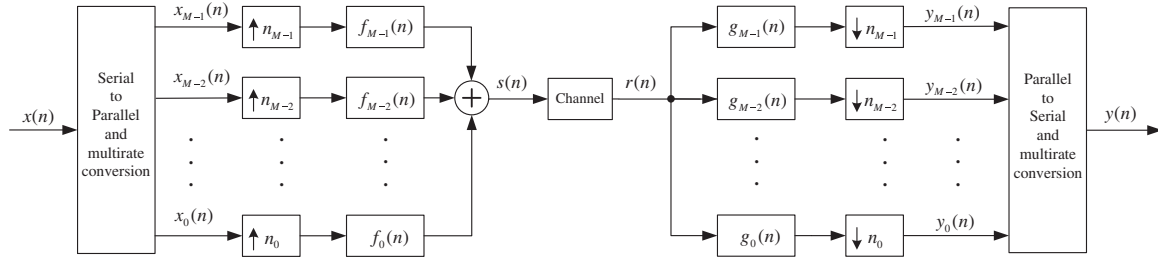 x(n)
Serial
to
Parallel
and
multirate
conversion
x_{M-1}(n)
↑ n_{M-1}
f_{M-1}(n)
x_{M-2}(n)
↑ n_{M-2}
f_{M-2}(n)
x_0(n)
↑ n_0
f_0(n)
+
s(n)
Channel
r(n)
g_{M-1}(n)
↓ n_{M-1}
y_{M-1}(n)
g_{M-2}(n)
↓ n_{M-2}
y_{M-2}(n)
g_0(n)
↓ n_0
y_0(n)
Parallel
to
Serial
and
multirate
conversion
y(n)